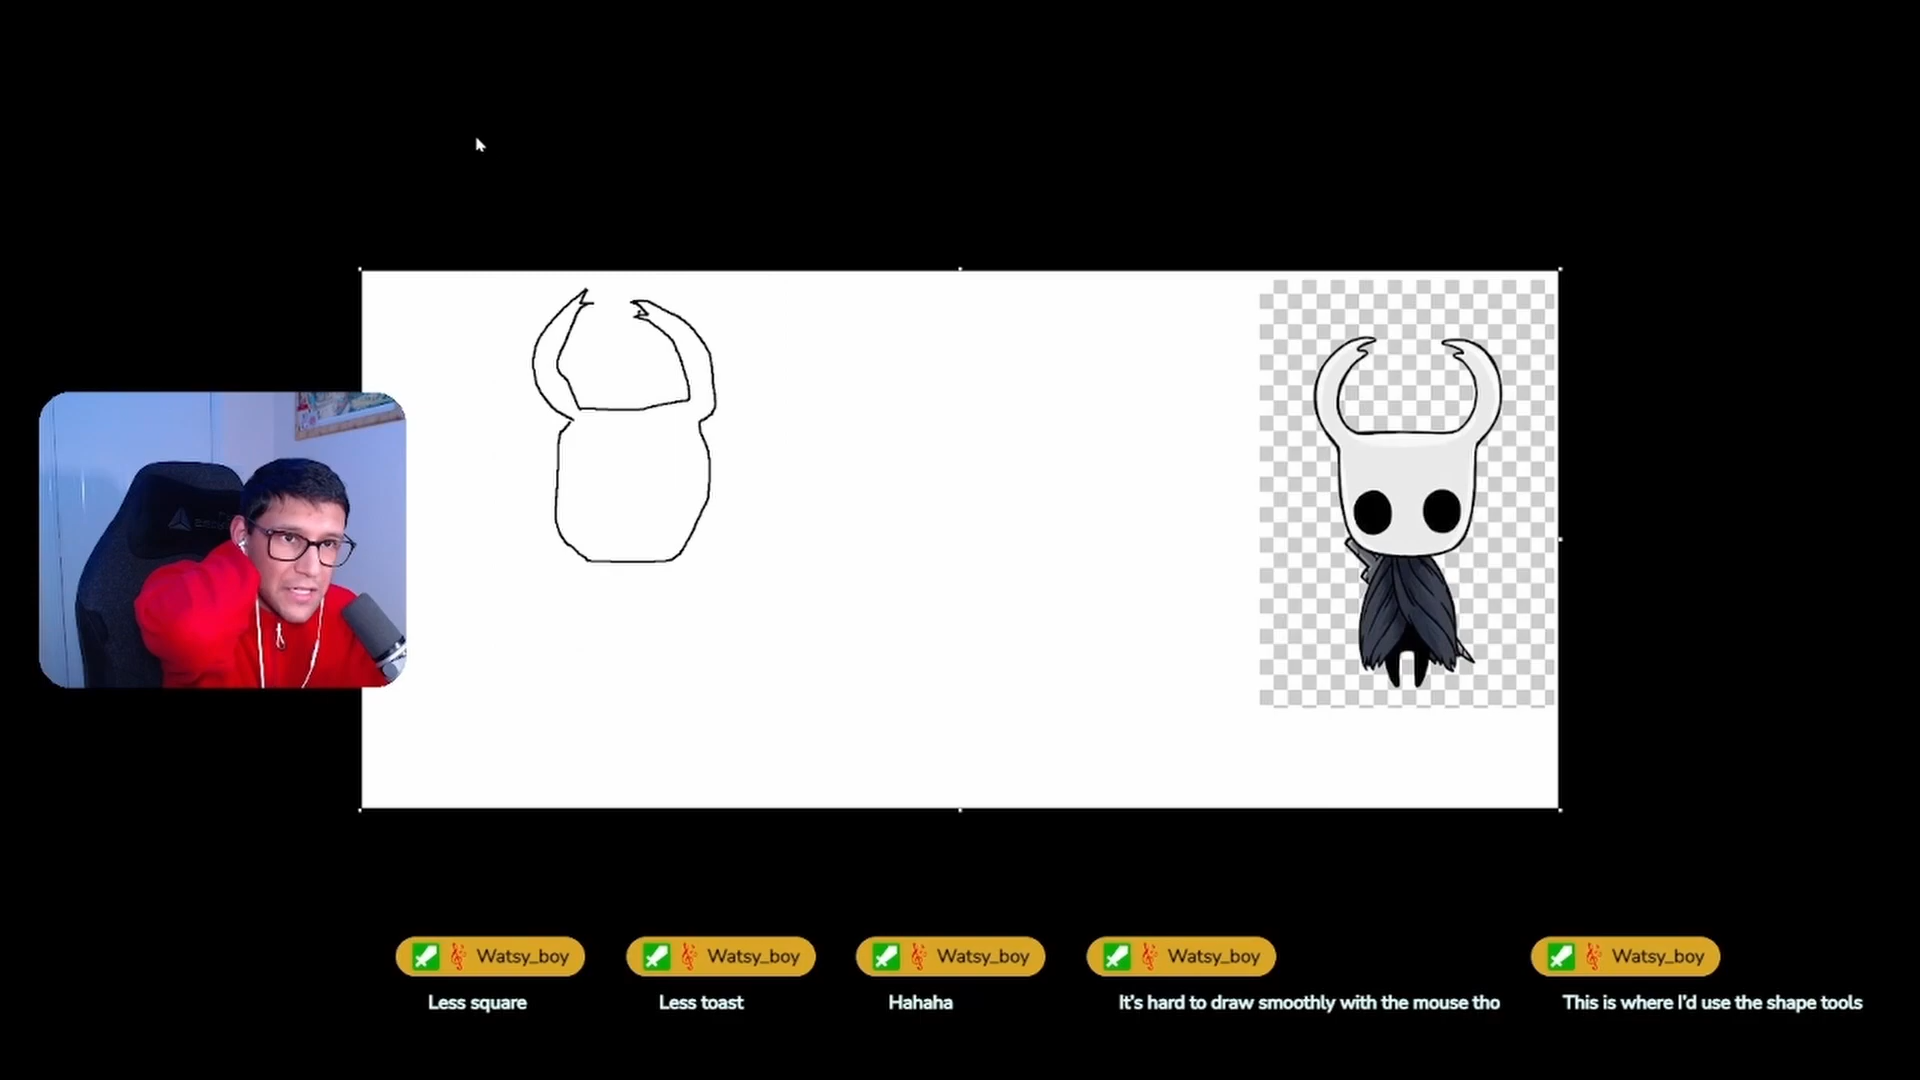 Watsy_boy
Less square
Watsy_boy
Less toast
Watsy_boy
Hahaha
Watsy_boy
It's hard to draw smoothly with the mouse tho
Watsy_boy
This is where I'd use the shape tools